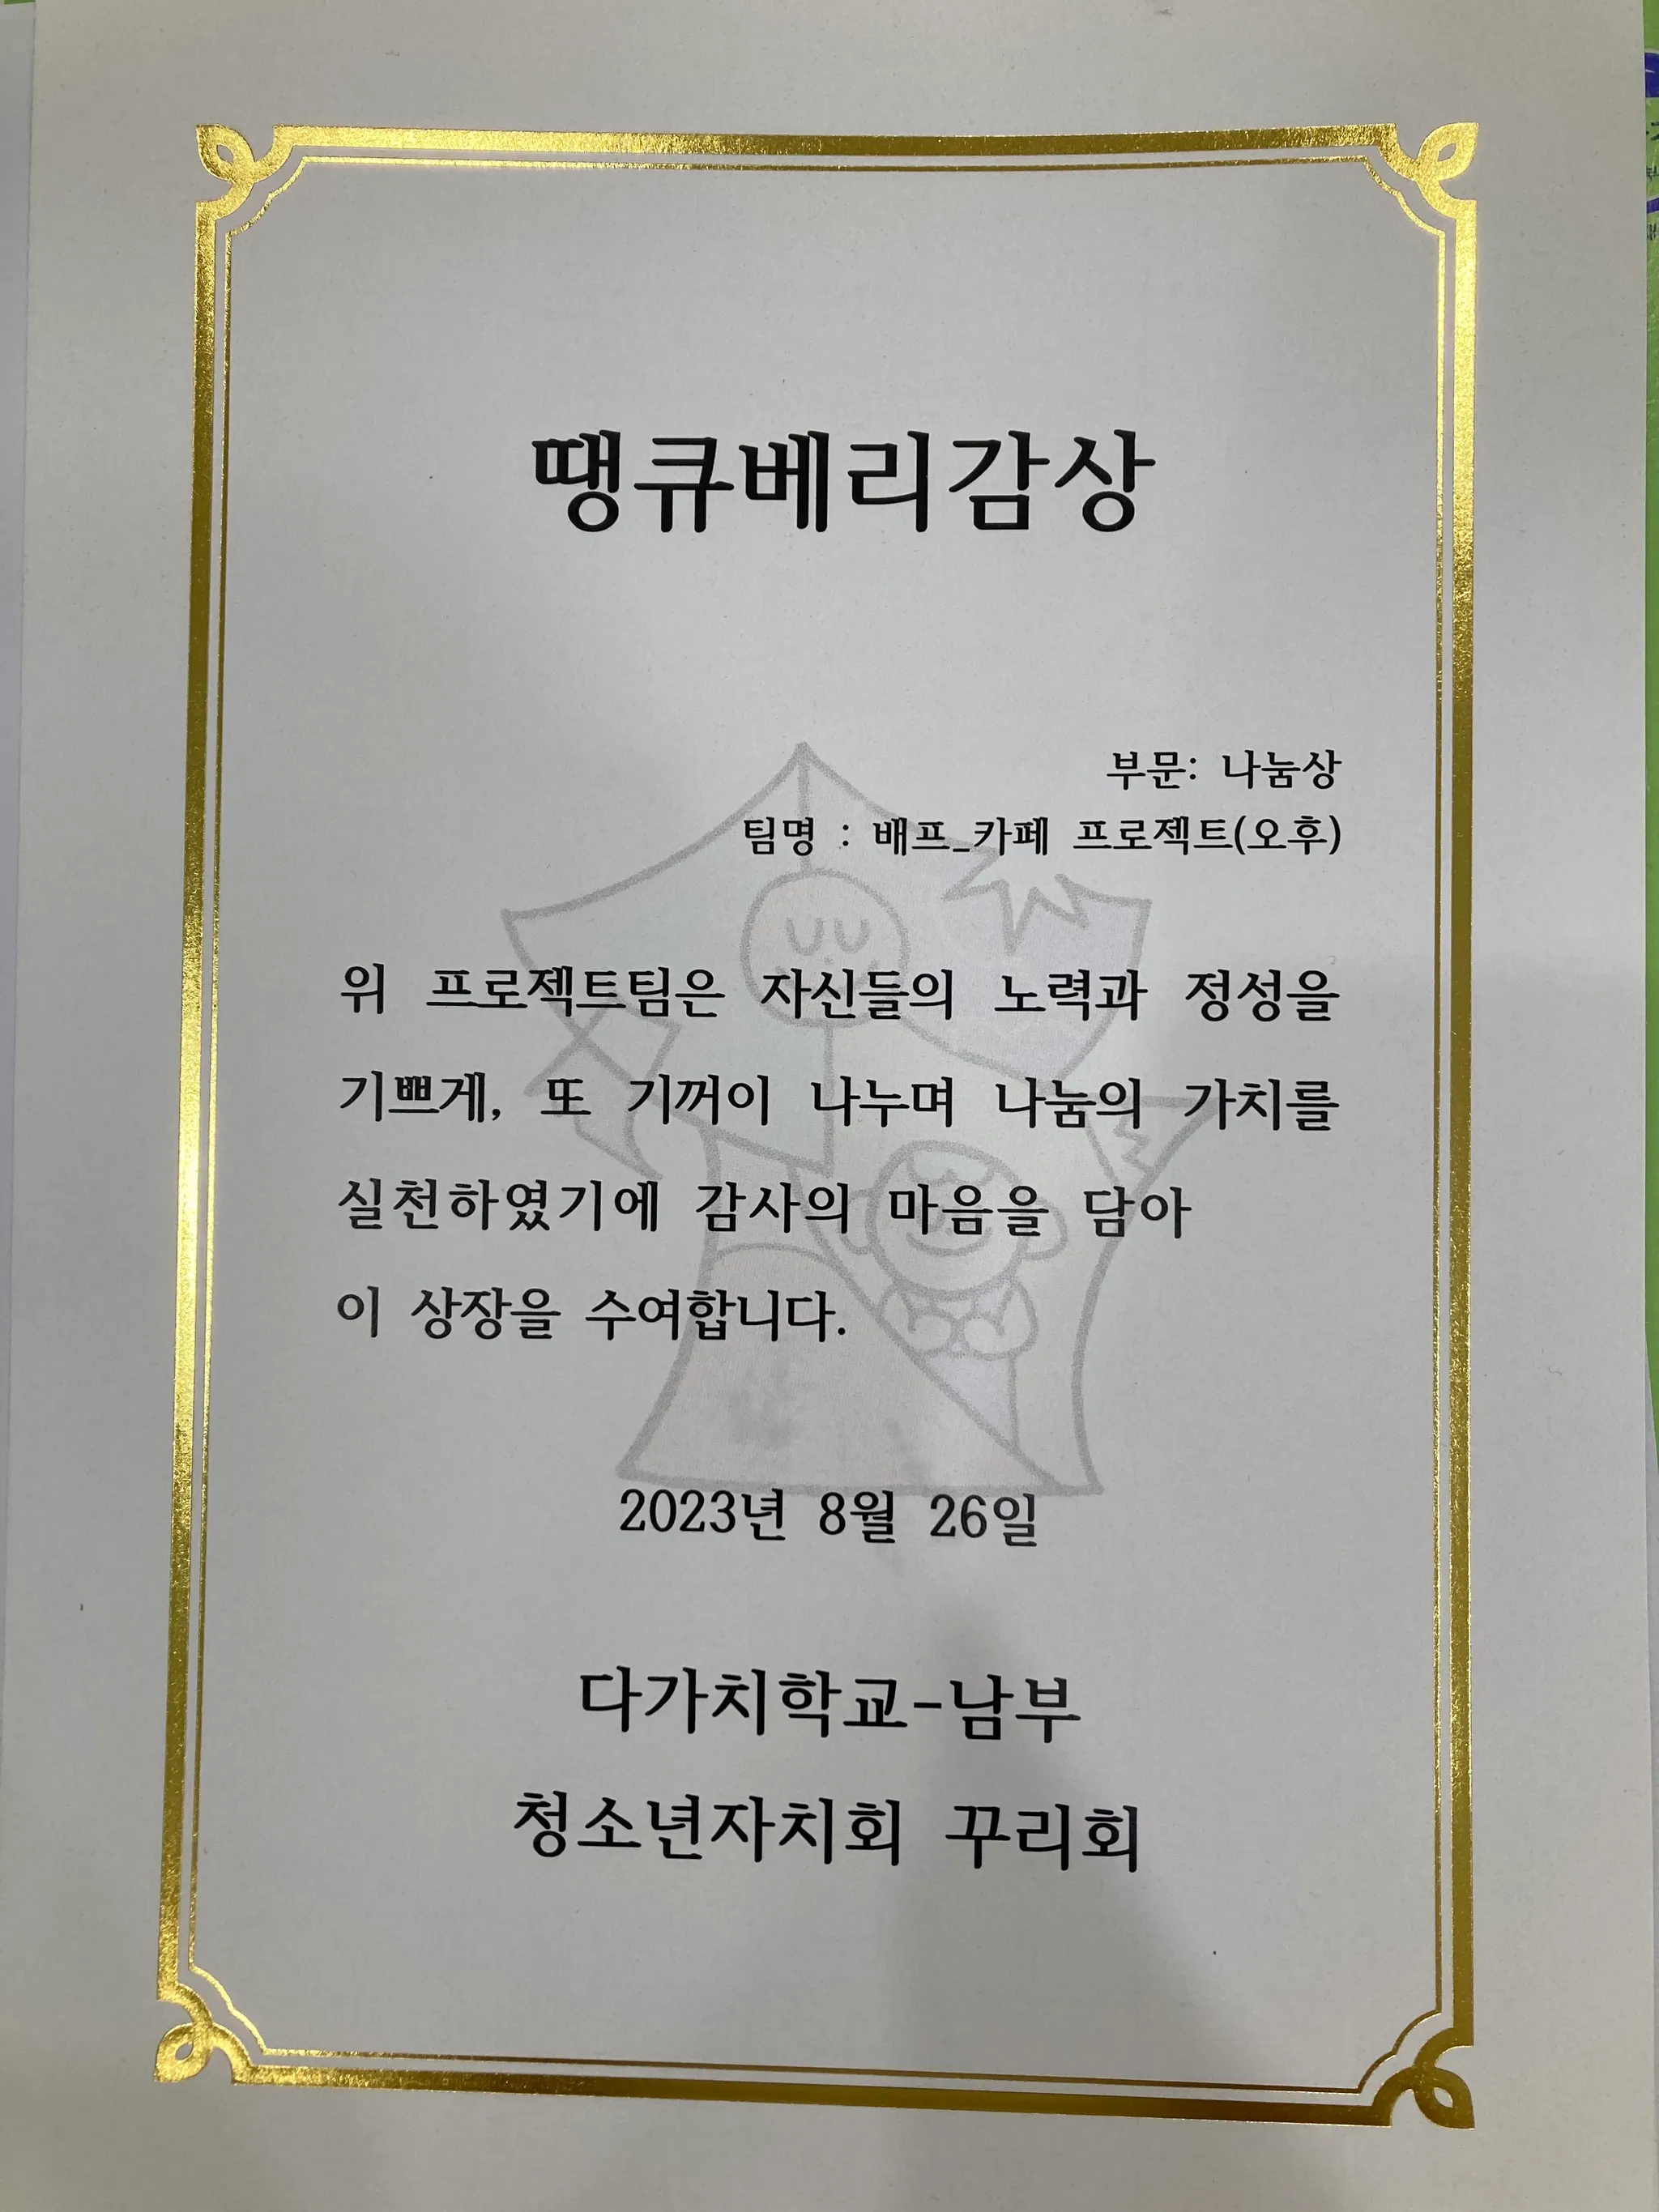 땡큐베리감상
부문: 나눔상
팀명 : 배프_카페 프로젝트(오후)
위 프로젝트팀은 자신들의 노력과 정성을
기쁘게, 또 기꺼이 나누며 나눔의 가치를
실천하였기에 감사의 마음을 담아
이 상장을 수여합니다.
2023년 8월 26일
다가치학교-남부
청소년자치회 꾸리회